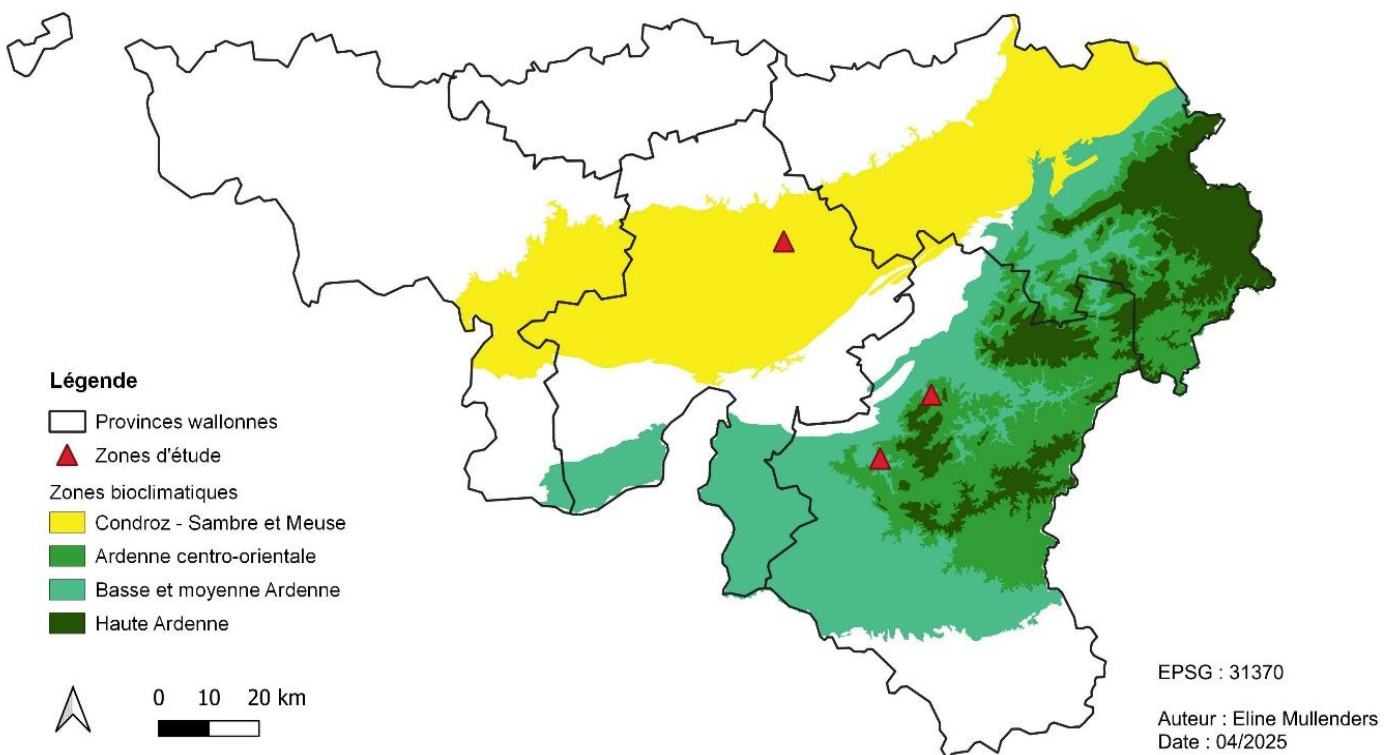 Légende
Provinces wallonnes
Zones d'étude
Zones bioclimatiques
Condroz - Sambre et Meuse
Ardenne centro-orientale
Basse et moyenne Ardenne
Haute Ardenne
0 10 20 km
EPSG : 31370
Auteur : Eline Mullenders
Date : 04/2025